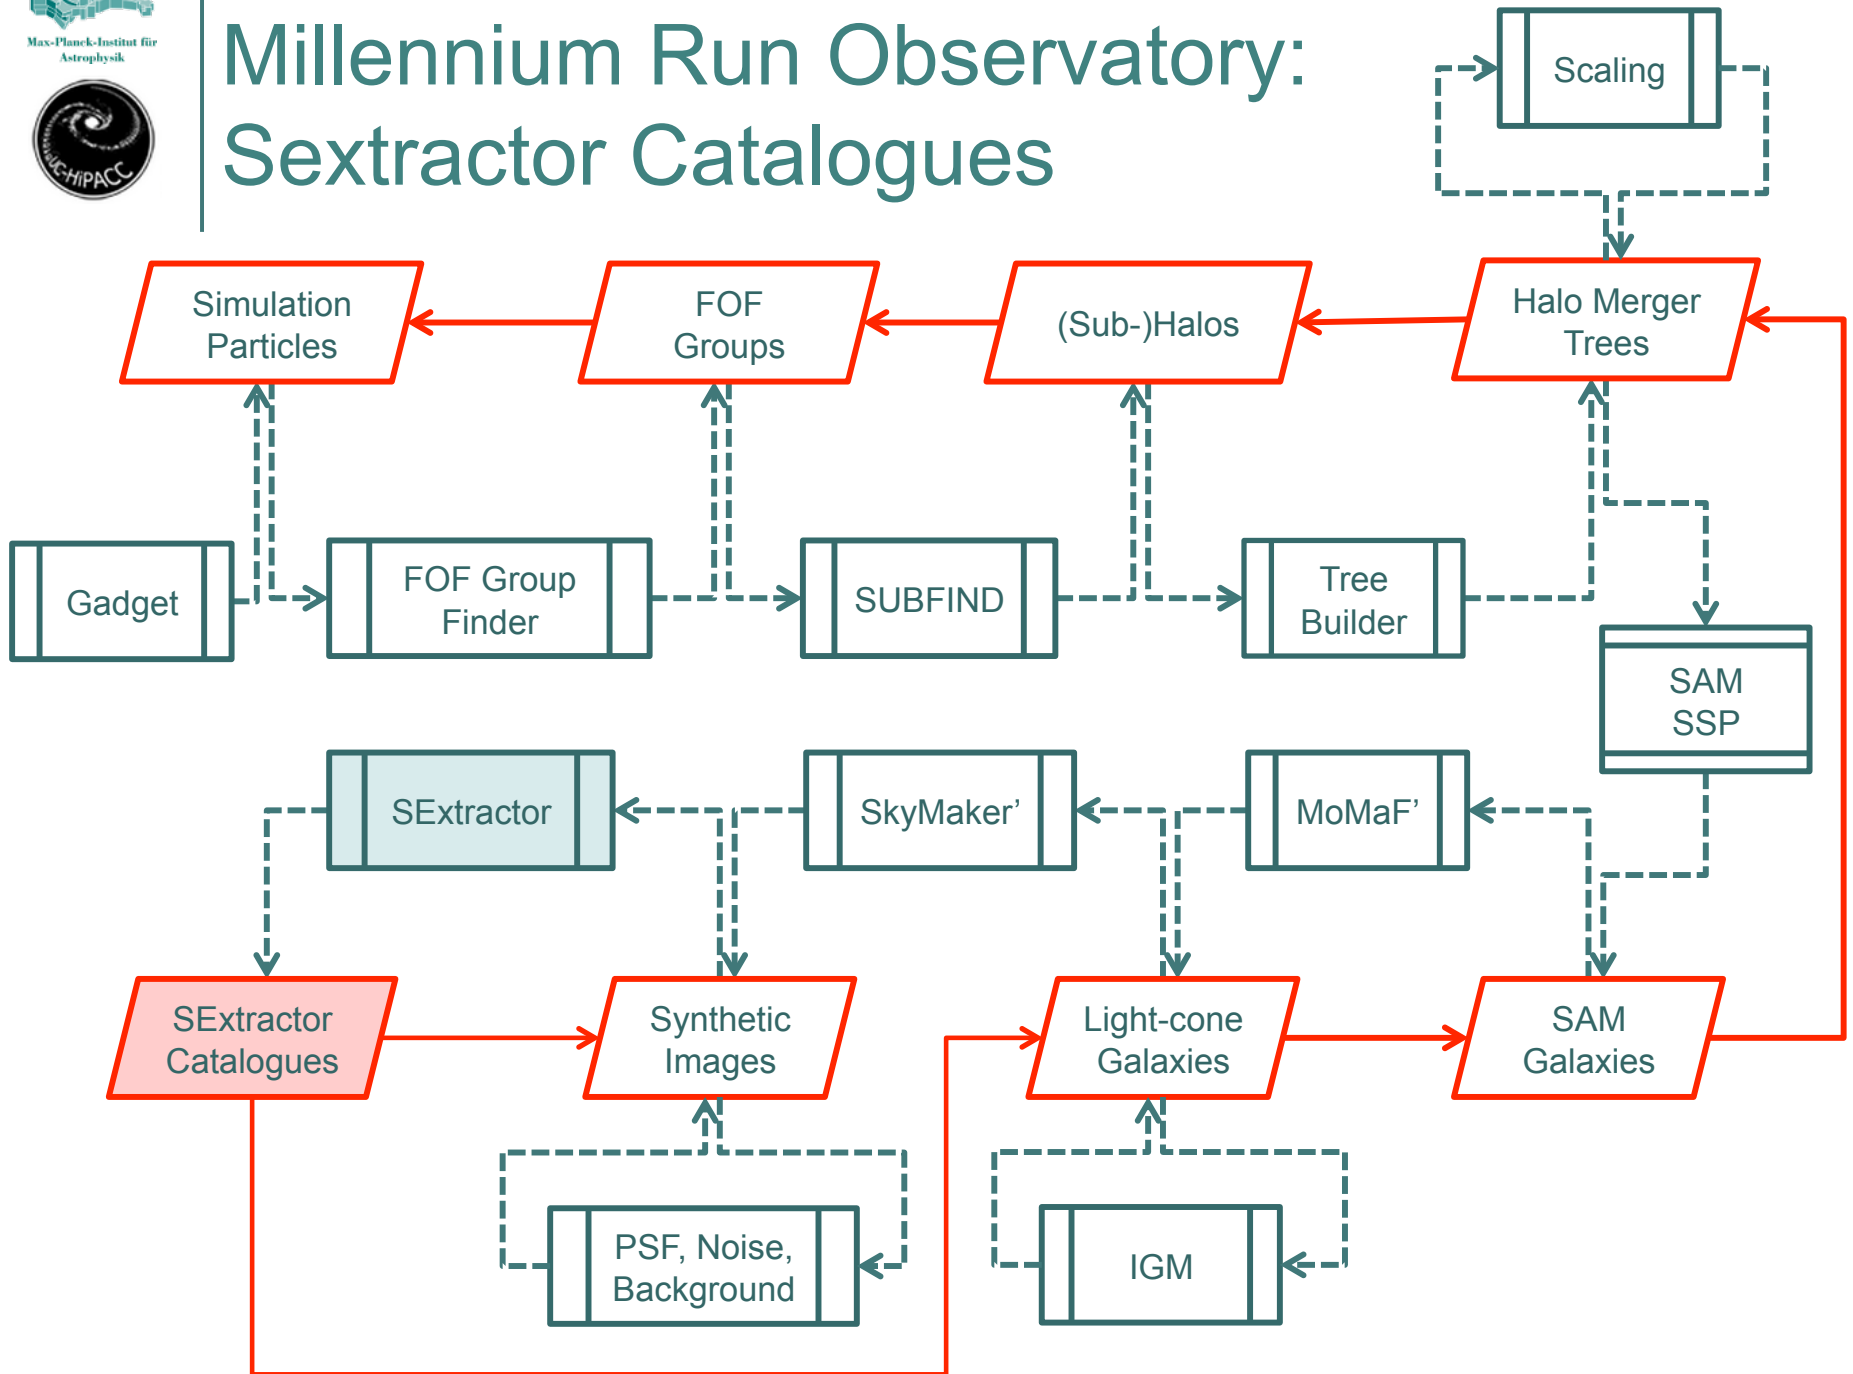 Max-Planck-Institut für
Astrophysik
UC-HiPACC
Millennium Run Observatory:
Sextractor Catalogues
Scaling
Simulation
Particles
FOF
Groups
(Sub-)Halos
Halo Merger
Trees
Gadget
FOF Group
Finder
SUBFIND
Tree
Builder
SAM
SSP
SExtractor
SkyMaker’
MoMaF’
SExtractor
Catalogues
Synthetic
Images
Light-cone
Galaxies
SAM
Galaxies
PSF, Noise,
Background
IGM